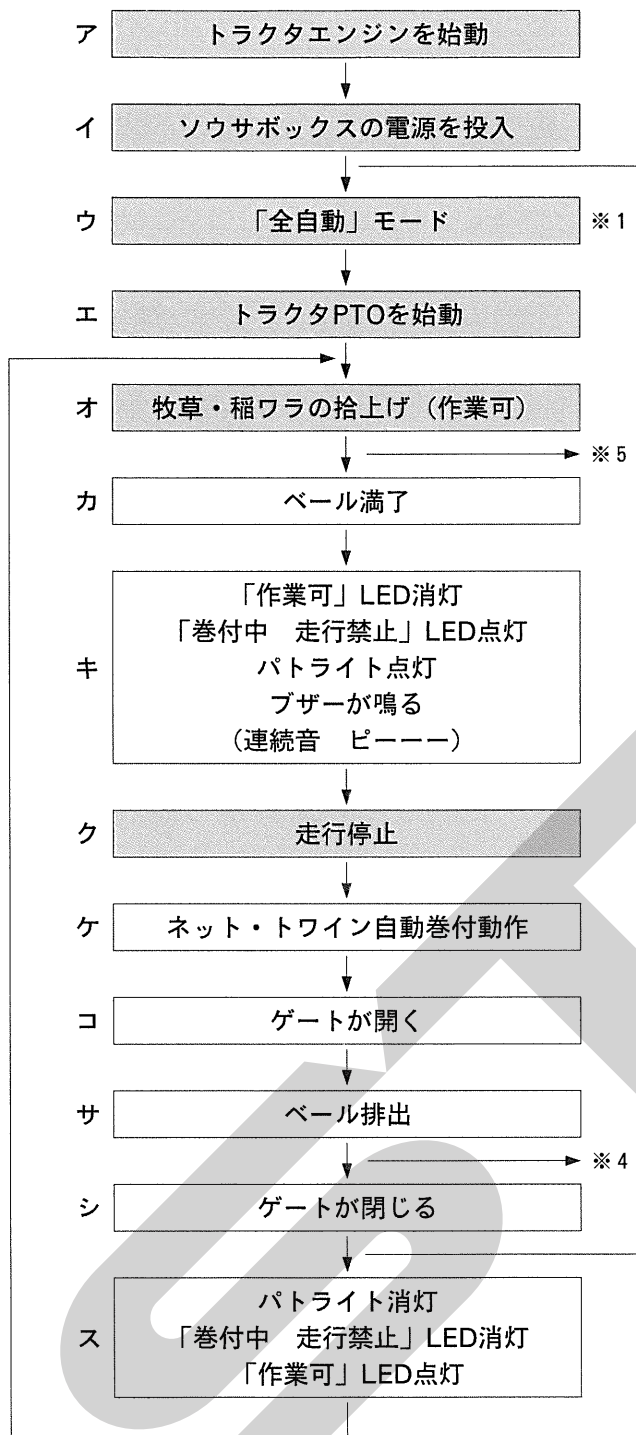 ア トラクタエンジンを始動
イ ソウサボックスの電源を投入
ウ 「全自動」モード ※1
エ トラクタPTOを始動
オ 牧草・稲ワラの拾上げ（作業可）
※5
カ ベール満了
キ 「作業可」LED消灯
「巻付中　走行禁止」LED点灯
パトライト点灯
ブザーが鳴る
（連続音　ピーーー）
ク 走行停止
ケ ネット・トワイン自動巻付動作
コ ゲートが開く
サ ベール排出
※4
シ ゲートが閉じる
ス パトライト消灯
「巻付中　走行禁止」LED消灯
「作業可」LED点灯